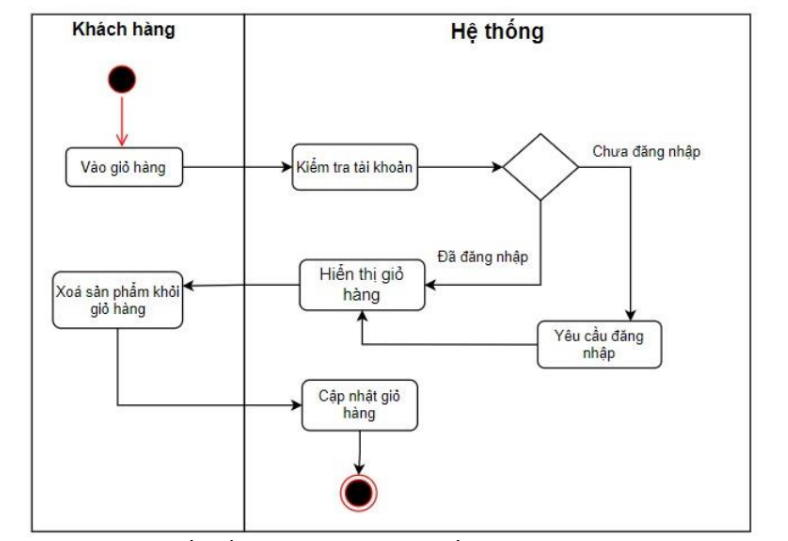 Khách hàng
Hệ thống
Vào giỏ hàng
Kiểm tra tài khoản
Chưa đăng nhập
Đã đăng nhập
Hiển thị giỏ
hàng
Xoá sản phẩm khỏi
giỏ hàng
Yêu cầu đăng
nhập
Cập nhật giỏ
hàng